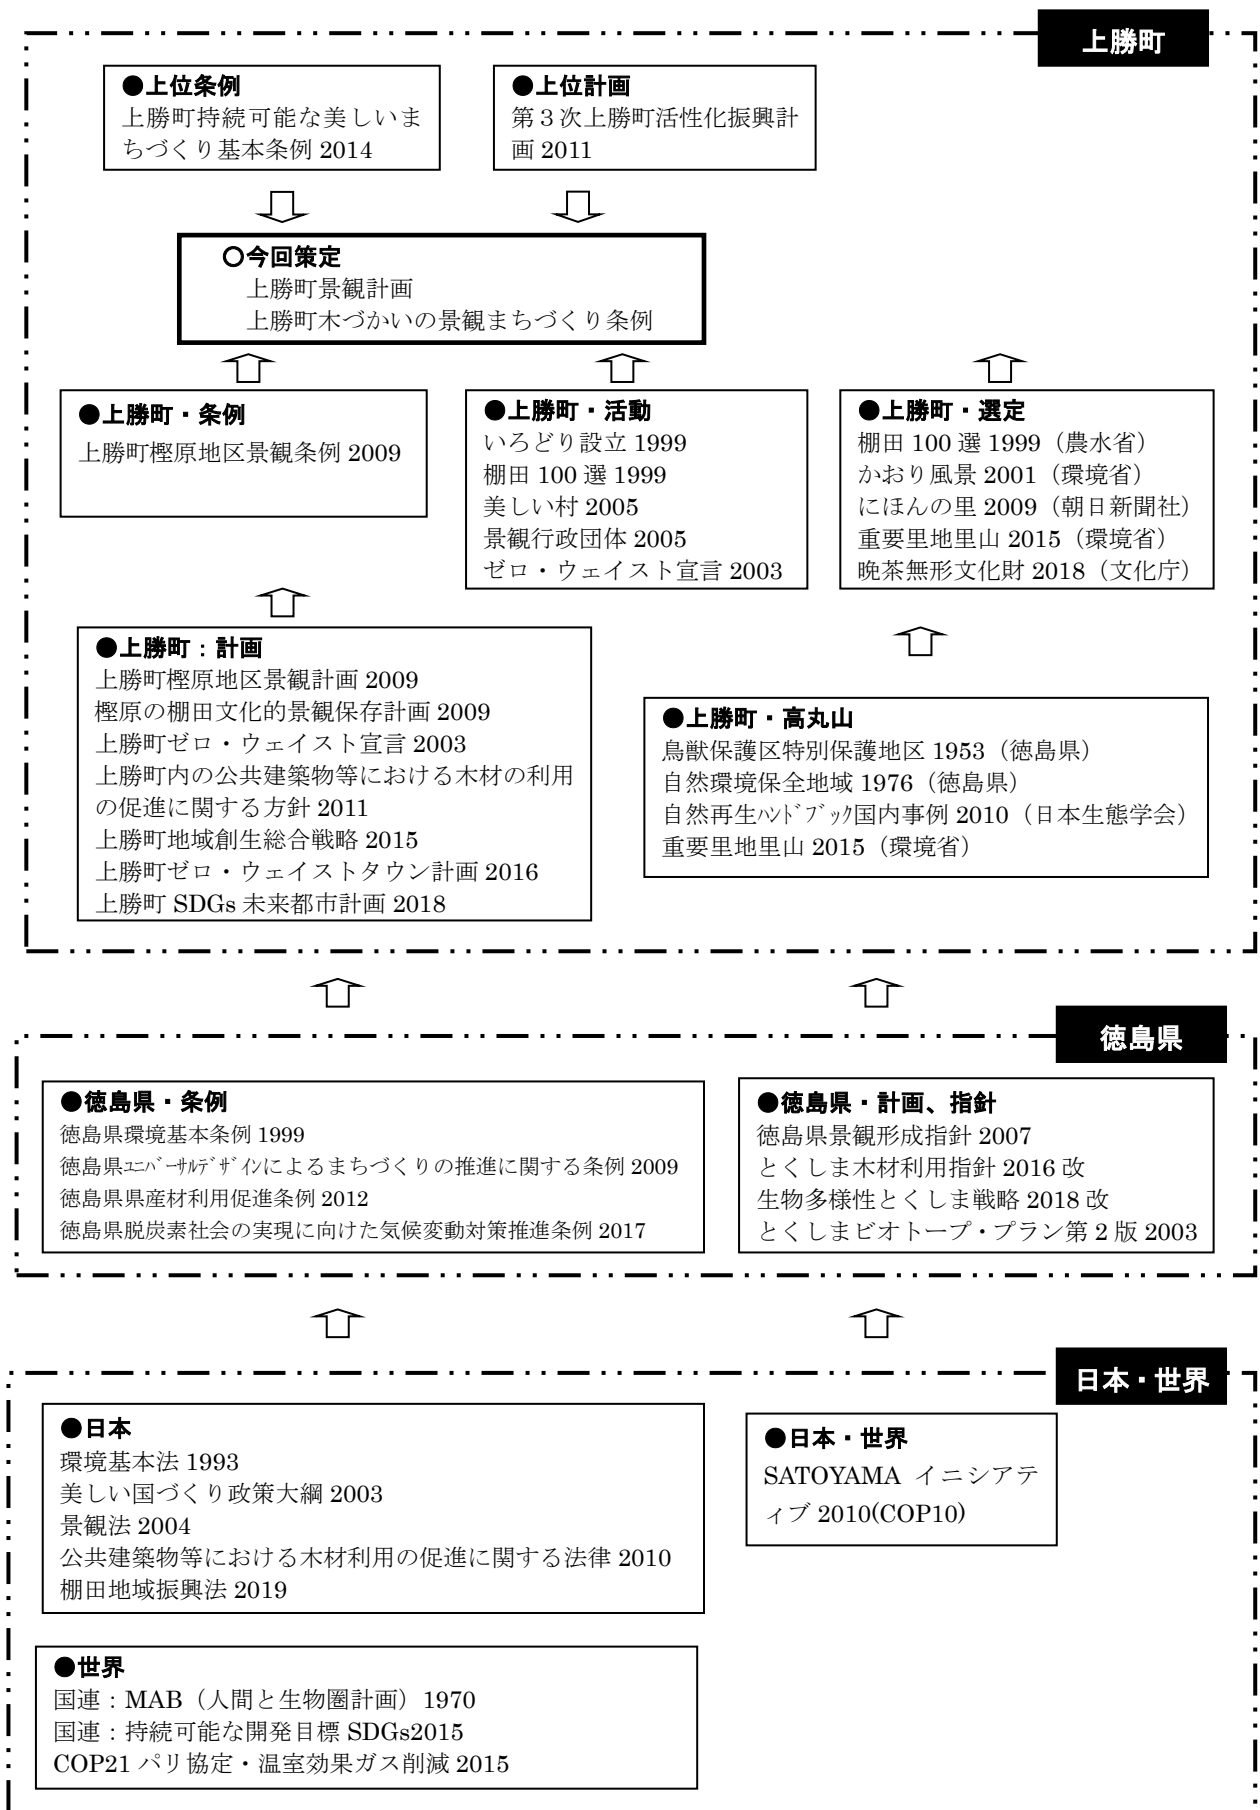 上勝町
●上位条例
上勝町持続可能な美しいま
ちづくり基本条例 2014
●上位計画
第３次上勝町活性化振興計
画 2011
〇今回策定
上勝町景観計画
上勝町木づかいの景観まちづくり条例
●上勝町・条例
上勝町樫原地区景観条例 2009
●上勝町・活動
いろどり設立 1999
棚田 100 選 1999
美しい村 2005
景観行政団体 2005
ゼロ・ウェイスト宣言 2003
●上勝町・選定
棚田 100 選 1999（農水省）
かおり風景 2001（環境省）
にほんの里 2009（朝日新聞社）
重要里地里山 2015（環境省）
晩茶無形文化財 2018（文化庁）
●上勝町：計画
上勝町樫原地区景観計画 2009
樫原の棚田文化的景観保存計画 2009
上勝町ゼロ・ウェイスト宣言 2003
上勝町内の公共建築物等における木材の利用
の促進に関する方針 2011
上勝町地域創生総合戦略 2015
上勝町ゼロ・ウェイストタウン計画 2016
上勝町 SDGs 未来都市計画 2018
●上勝町・高丸山
鳥獣保護区特別保護地区 1953（徳島県）
自然環境保全地域 1976（徳島県）
自然再生ﾊﾝﾄﾞﾌﾞｯｸ国内事例 2010（日本生態学会）
重要里地里山 2015（環境省）
徳島県
●徳島県・条例
徳島県環境基本条例 1999
徳島県ﾕﾆﾊﾞｰｻﾙﾃﾞｻﾞｲﾝによるまちづくりの推進に関する条例 2009
徳島県県産材利用促進条例 2012
徳島県脱炭素社会の実現に向けた気候変動対策推進条例 2017
●徳島県・計画、指針
徳島県景観形成指針 2007
とくしま木材利用指針 2016 改
生物多様性とくしま戦略 2018 改
とくしまビオトープ・プラン第 2 版 2003
日本・世界
●日本
環境基本法 1993
美しい国づくり政策大綱 2003
景観法 2004
公共建築物等における木材利用の促進に関する法律 2010
棚田地域振興法 2019
●日本・世界
SATOYAMA イニシアテ
ィブ 2010(COP10)
●世界
国連：MAB（人間と生物圏計画）1970
国連：持続可能な開発目標 SDGs2015
COP21 パリ協定・温室効果ガス削減 2015